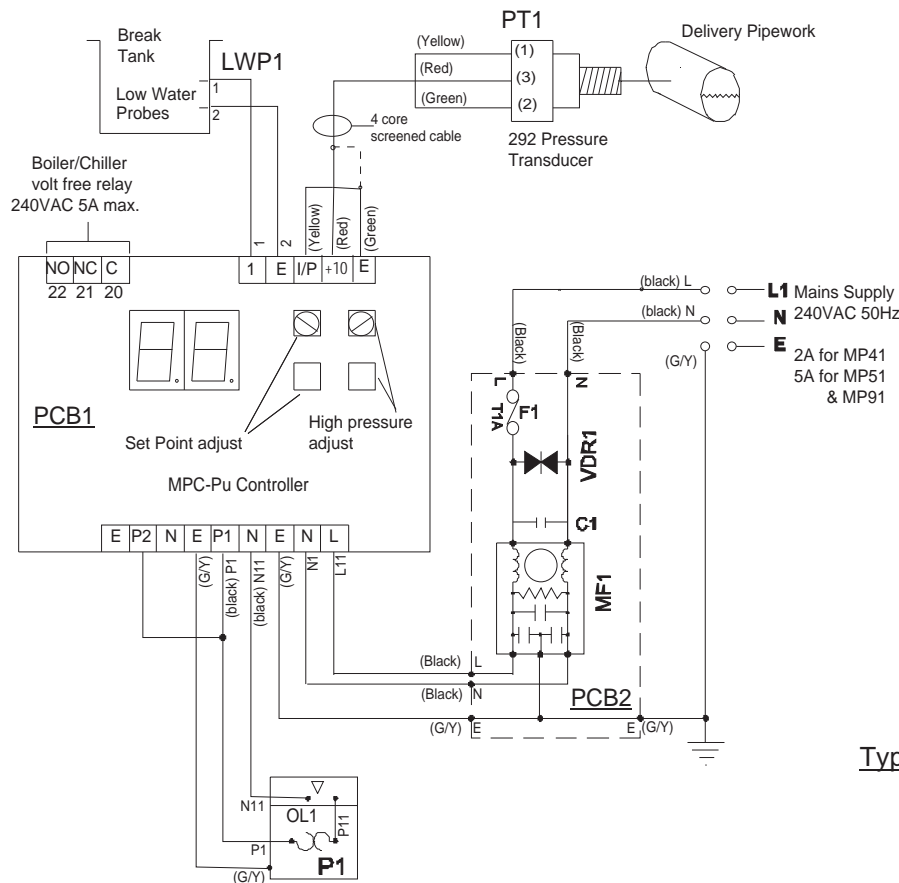 Break
Tank
LWP1
Low Water
Probes
1
2
PT1
(Yellow)
(Red)
(Green)
(1)
(3)
(2)
Delivery Pipework
4 core
screened cable
292 Pressure
Transducer
Boiler/Chiller
volt free relay
240VAC 5A max.
1
2
(Yellow)
(Red)
(Green)
NO NC C
22 21 20
1 E I/P +10 E
PCB1
Set Point adjust
High pressure
adjust
MPC-Pu Controller
E P2 N E P1 N E N L
(G/Y)
(black) P1
(black) N11
(G/Y)
N1
L11
(black) L
(black) N
(G/Y)
L1 Mains Supply
N 240VAC 50Hz
E
2A for MP41
5A for MP51
& MP91
(Black)
(Black)
L
N
T1A
F1
VDR1
C1
MF1
(Black) L
(Black) N
(G/Y) E
PCB2
E (G/Y)
Typ
N11
OL1
P11
P1
P1
(G/Y)